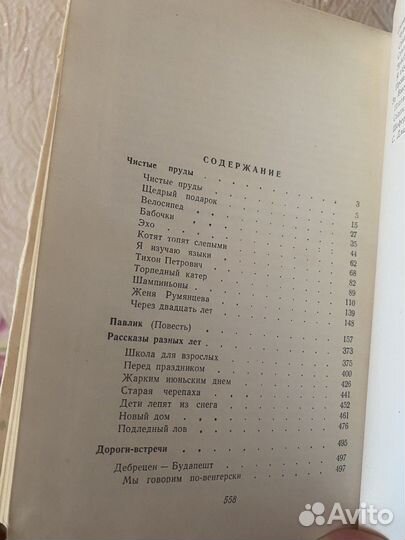 СОДЕРЖАНИЕ
Чистые пруды . . . . . . . . 3
Чистые пруды . . . . . . . . 5
Щедрый подарок . . . . . . . . 15
Велосипед . . . . . . . . 27
Бабочки . . . . . . . . 35
Эхо . . . . . . . . 44
Котят топят слепыми . . . . . . . . 62
Я изучаю языки . . . . . . . . 68
Тихон Петрович . . . . . . . . 82
Торпедный катер . . . . . . . . 89
Шампиньоны . . . . . . . . 110
Женя Румянцева . . . . . . . . 139
Через двадцать лет . . . . . . . . 148
Павлик (Повесть) . . . . . . . . 157
Рассказы разных лет . . . . . . . . 373
Школа для взрослых . . . . . . . . 375
Перед праздником . . . . . . . . 400
Жарким июньским днем . . . . . . . . 426
Старая черепаха . . . . . . . . 441
Дети лепят из снега . . . . . . . . 452
Новый дом . . . . . . . . 461
Подледный лов . . . . . . . . 476
Дороги-встречи . . . . . . . . 495
Дебрецен — Будапешт . . . . . . . . 497
Мы говорим по-венгерски . . . . . . . . 497
558
Avito